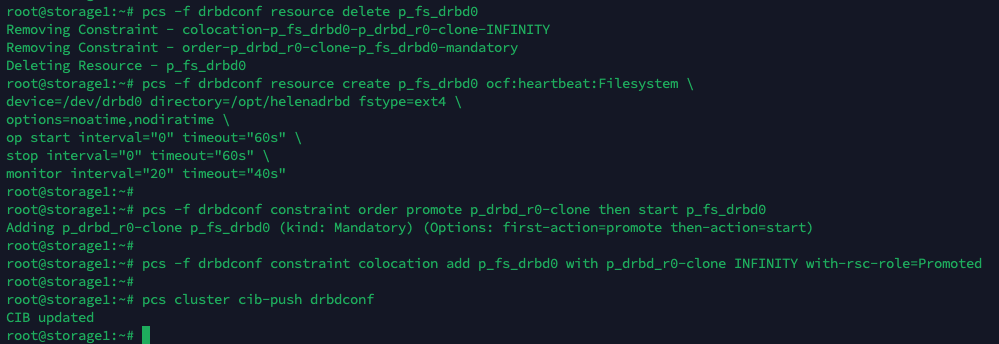 root@storage1:~# pcs -f drbdconf resource delete p_fs_drbd0
Removing Constraint - colocation-p_fs_drbd0-p_drbd_r0-clone-INFINITY
Removing Constraint - order-p_drbd_r0-clone-p_fs_drbd0-mandatory
Deleting Resource - p_fs_drbd0
root@storage1:~# pcs -f drbdconf resource create p_fs_drbd0 ocf:heartbeat:Filesystem \
device=/dev/drbd0 directory=/opt/helenadrbd fstype=ext4 \
options=noatime,nodiratime \
op start interval="0" timeout="60s" \
stop interval="0" timeout="60s" \
monitor interval="20" timeout="40s"
root@storage1:~#
root@storage1:~# pcs -f drbdconf constraint order promote p_drbd_r0-clone then start p_fs_drbd0
Adding p_drbd_r0-clone p_fs_drbd0 (kind: Mandatory) (Options: first-action=promote then-action=start)
root@storage1:~#
root@storage1:~# pcs -f drbdconf constraint colocation add p_fs_drbd0 with p_drbd_r0-clone INFINITY with-rsc-role=Promoted
root@storage1:~#
root@storage1:~# pcs cluster cib-push drbdconf
CIB updated
root@storage1:~#